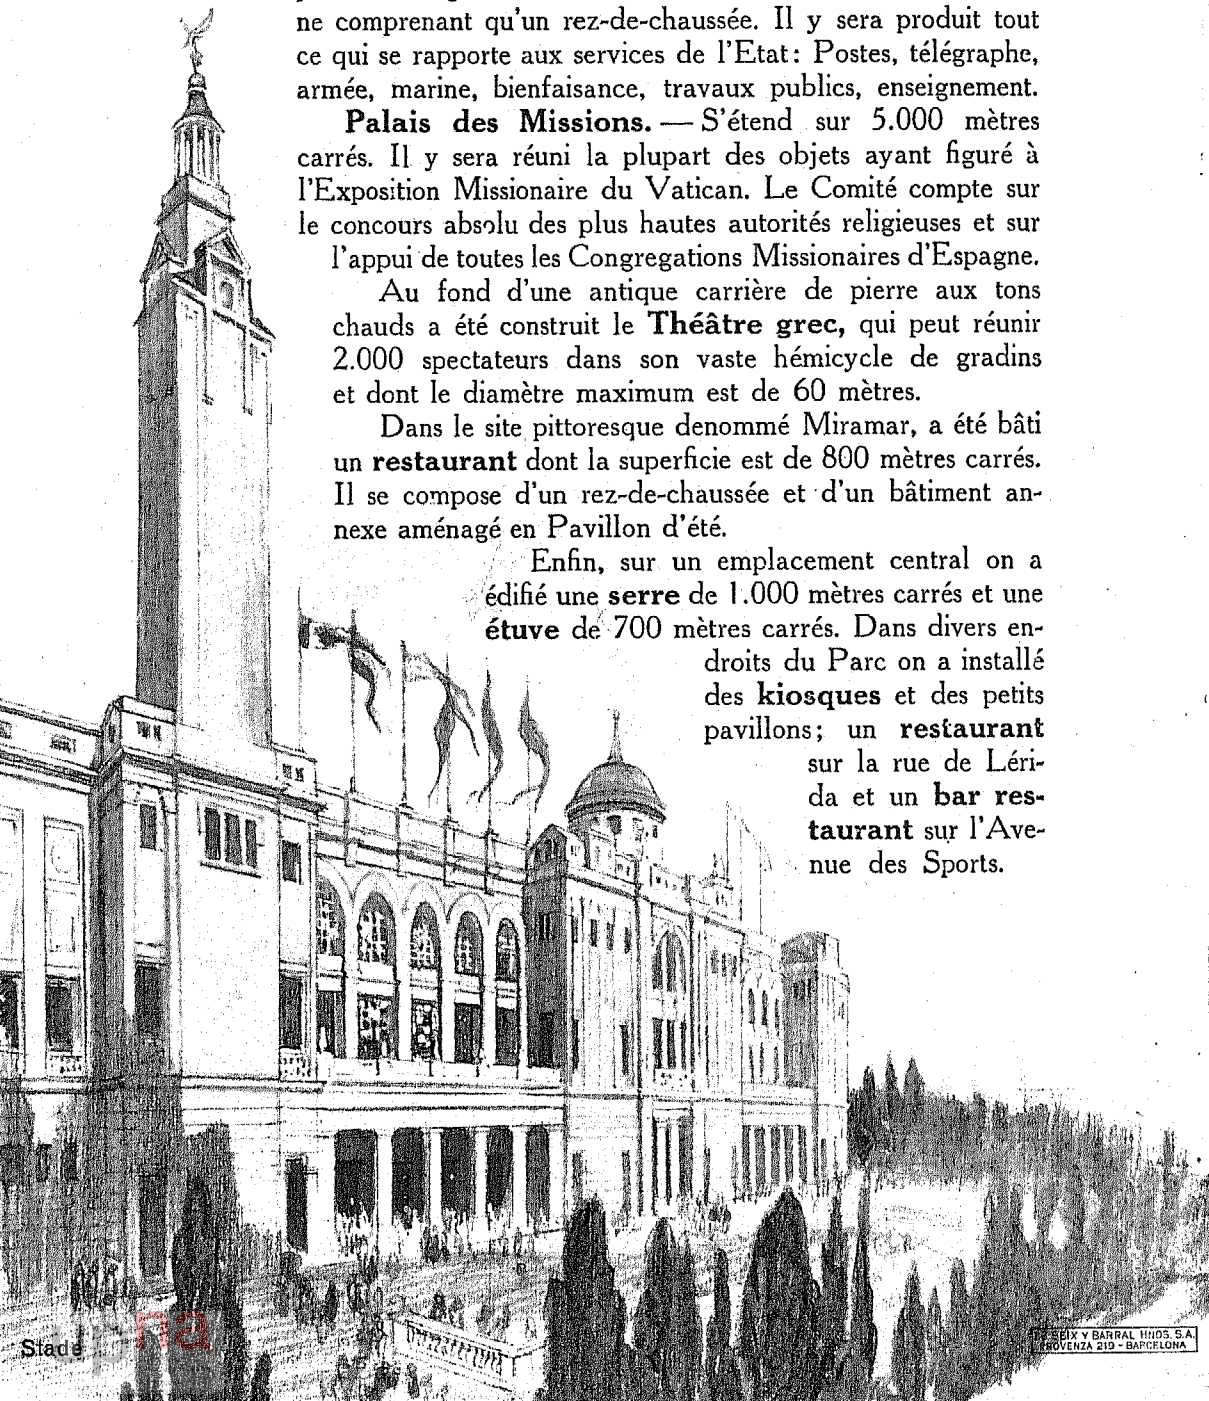 ne comprenant qu'un rez-de-chaussée. Il y sera produit tout
ce qui se rapporte aux services de l'Etat: Postes, télégraphe,
armée, marine, bienfaisance, travaux publics, enseignement.
Palais des Missions. — S'étend sur 5.000 mètres
carrés. Il y sera réuni la plupart des objets ayant figuré à
l'Exposition Missionaire du Vatican. Le Comité compte sur
le concours absolu des plus hautes autorités religieuses et sur
l'appui de toutes les Congregations Missionaires d'Espagne.
Au fond d'une antique carrière de pierre aux tons
chauds a été construit le Théâtre grec, qui peut réunir
2.000 spectateurs dans son vaste hémicycle de gradins
et dont le diamètre maximum est de 60 mètres.
Dans le site pittoresque denommé Miramar, a été bâti
un restaurant dont la superficie est de 800 mètres carrés.
Il se compose d'un rez-de-chaussée et d'un bâtiment an-
nexe aménagé en Pavillon d'été.
Enfin, sur un emplacement central on a
édifié une serre de 1.000 mètres carrés et une
étuve de 700 mètres carrés. Dans divers en-
droits du Parc on a installé
des kiosques et des petits
pavillons; un restaurant
sur la rue de Léri-
da et un bar res-
taurant sur l'Ave-
nue des Sports.
Stade
upna
SEIX Y BARRAL HNOS. S.A.
PROVENZA 219 - BARCELONA